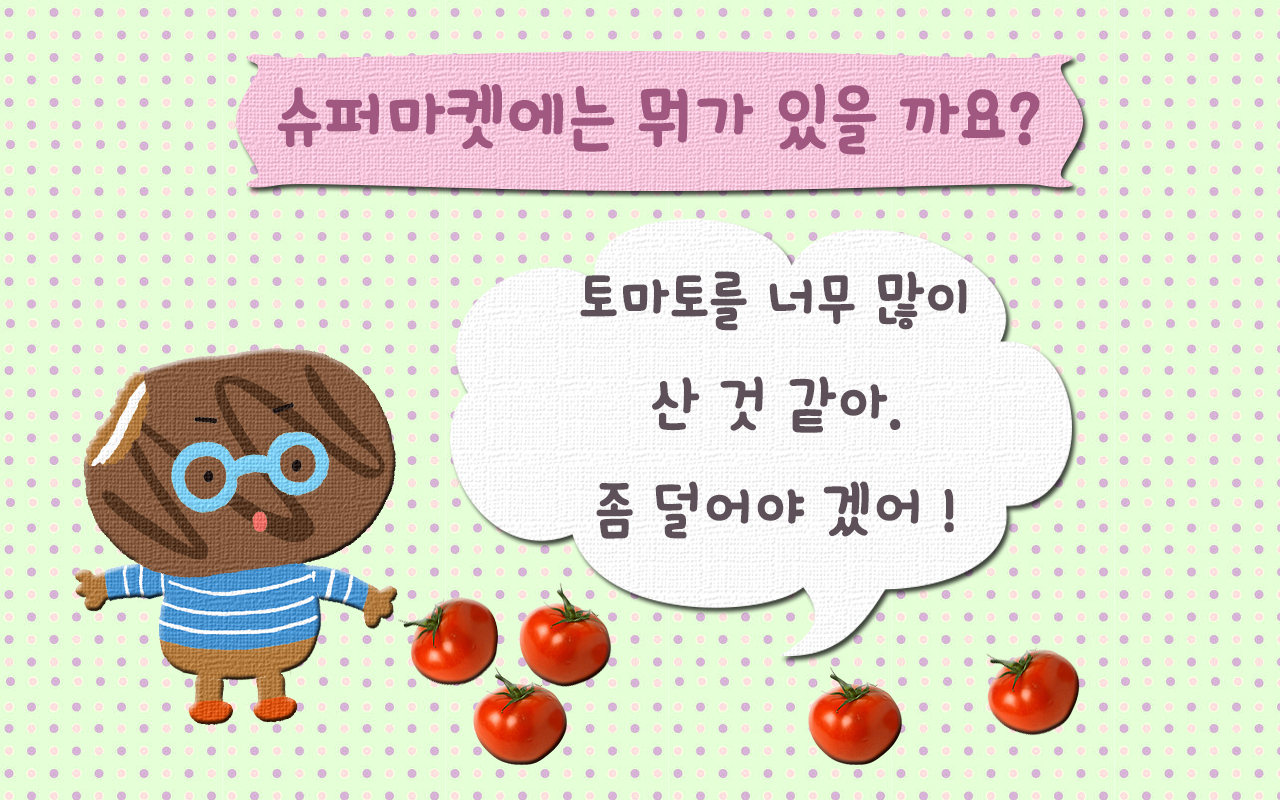 슈퍼마켓에는 뭐가 있을 까요?
토마토를 너무 많이
산 것 같아.
좀 덜어야 겠어 !